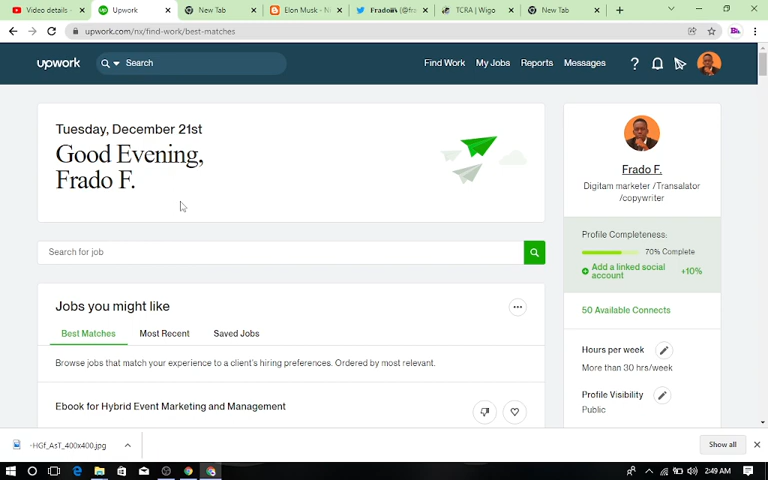 Video details -
Upwork
New Tab
Elon Musk - Ni
(@fra
TCRA | Wigo
New Tab
upwork.com/nx/find-work/best-matches
upwork
Search
Find Work
My Jobs
Reports
Messages
?
Tuesday, December 21st
Good Evening,
Frado F.
Search for job
Jobs you might like
Best Matches
Most Recent
Saved Jobs
Browse jobs that match your experience to a client's hiring preferences. Ordered by most relevant.
Ebook for Hybrid Event Marketing and Management
Frado F.
Digitam marketer /Transalator
/copywriter
Profile Completeness:
70% Complete
Add a linked social
account
+10%
50 Available Connects
Hours per week
More than 30 hrs/week
Profile Visibility
Public
-HGf_AsT_400x400.jpg
Show all
2:49 AM